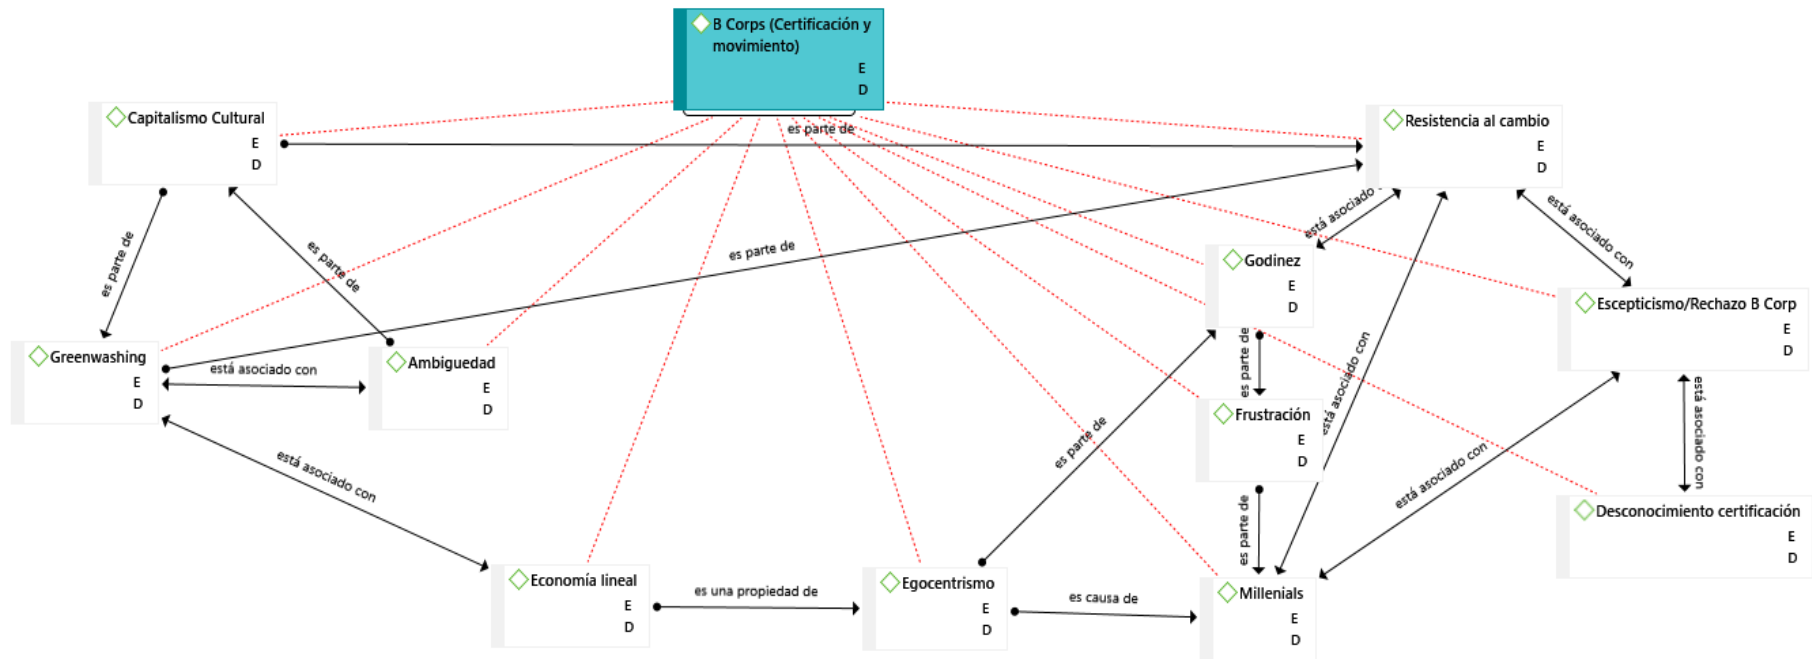 B Corps (Certificación y
movimiento)
E
D
Capitalismo Cultural
E
D
es parte de
Resistencia al cambio
E
D
es parte de
es parte de
es parte de
está asociado
está asociado con
Godinez
E
D
Escepticismo/Rechazo B Corp
E
D
Greenwashing
E
D
está asociado con
Ambiguedad
E
D
es parte de
está asociado con
Frustración
E
D
es parte de
está asociado con
está asociado con
está asociado con
es parte de
Desconocimiento certificación
E
D
Economía lineal
E
D
es una propiedad de
Egocentrismo
E
D
es causa de
Millenials
E
D